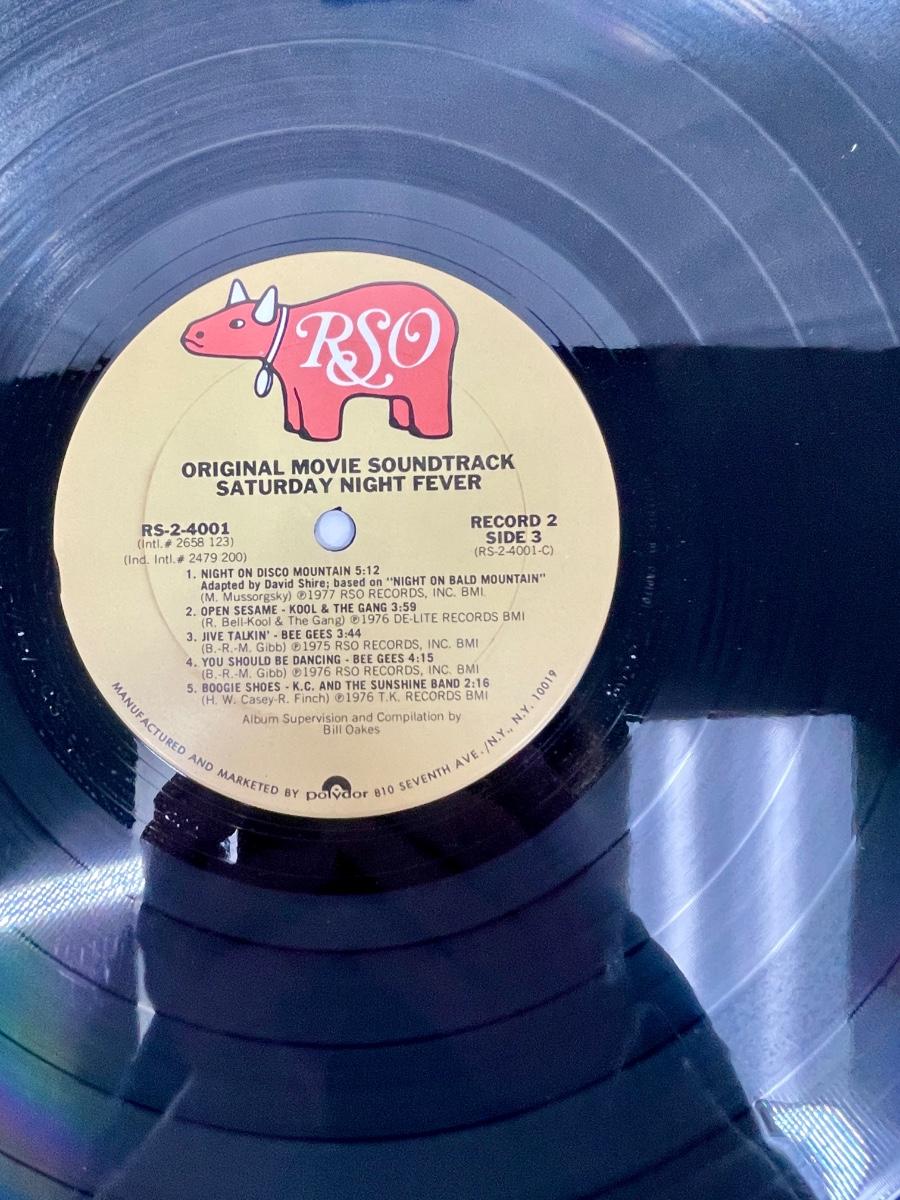 RSO
ORIGINAL MOVIE SOUNDTRACK
SATURDAY NIGHT FEVER
RS-2-4001
(Intl.# 2658 123)
(Ind. Intl.# 2479 200)
RECORD 2
SIDE 3
(RS-2-4001-C)
1. NIGHT ON DISCO MOUNTAIN 5:12
Adapted by David Shire; based on "NIGHT ON BALD MOUNTAIN"
(M. Mussorgsky) ℗1977 RSO RECORDS, INC. BMI.
2. OPEN SESAME - KOOL & THE GANG 3:59
(R. Bell-Kool & The Gang) ℗1976 DE-LITE RECORDS BMI
3. JIVE TALKIN' - BEE GEES 3:44
(B.-R.-M. Gibb) ℗1975 RSO RECORDS, INC. BMI
4. YOU SHOULD BE DANCING - BEE GEES 4:15
(B.-R.-M. Gibb) ℗1976 RSO RECORDS, INC. BMI
5. BOOGIE SHOES - K.C. AND THE SUNSHINE BAND 2:16
(H. W. Casey-R. Finch) ℗1976 T.K. RECORDS BMI
Album Supervision and Compilation by
Bill Oakes
MANUFACTURED AND MARKETED BY polydor 810 SEVENTH AVE./N.Y., N.Y. 10019